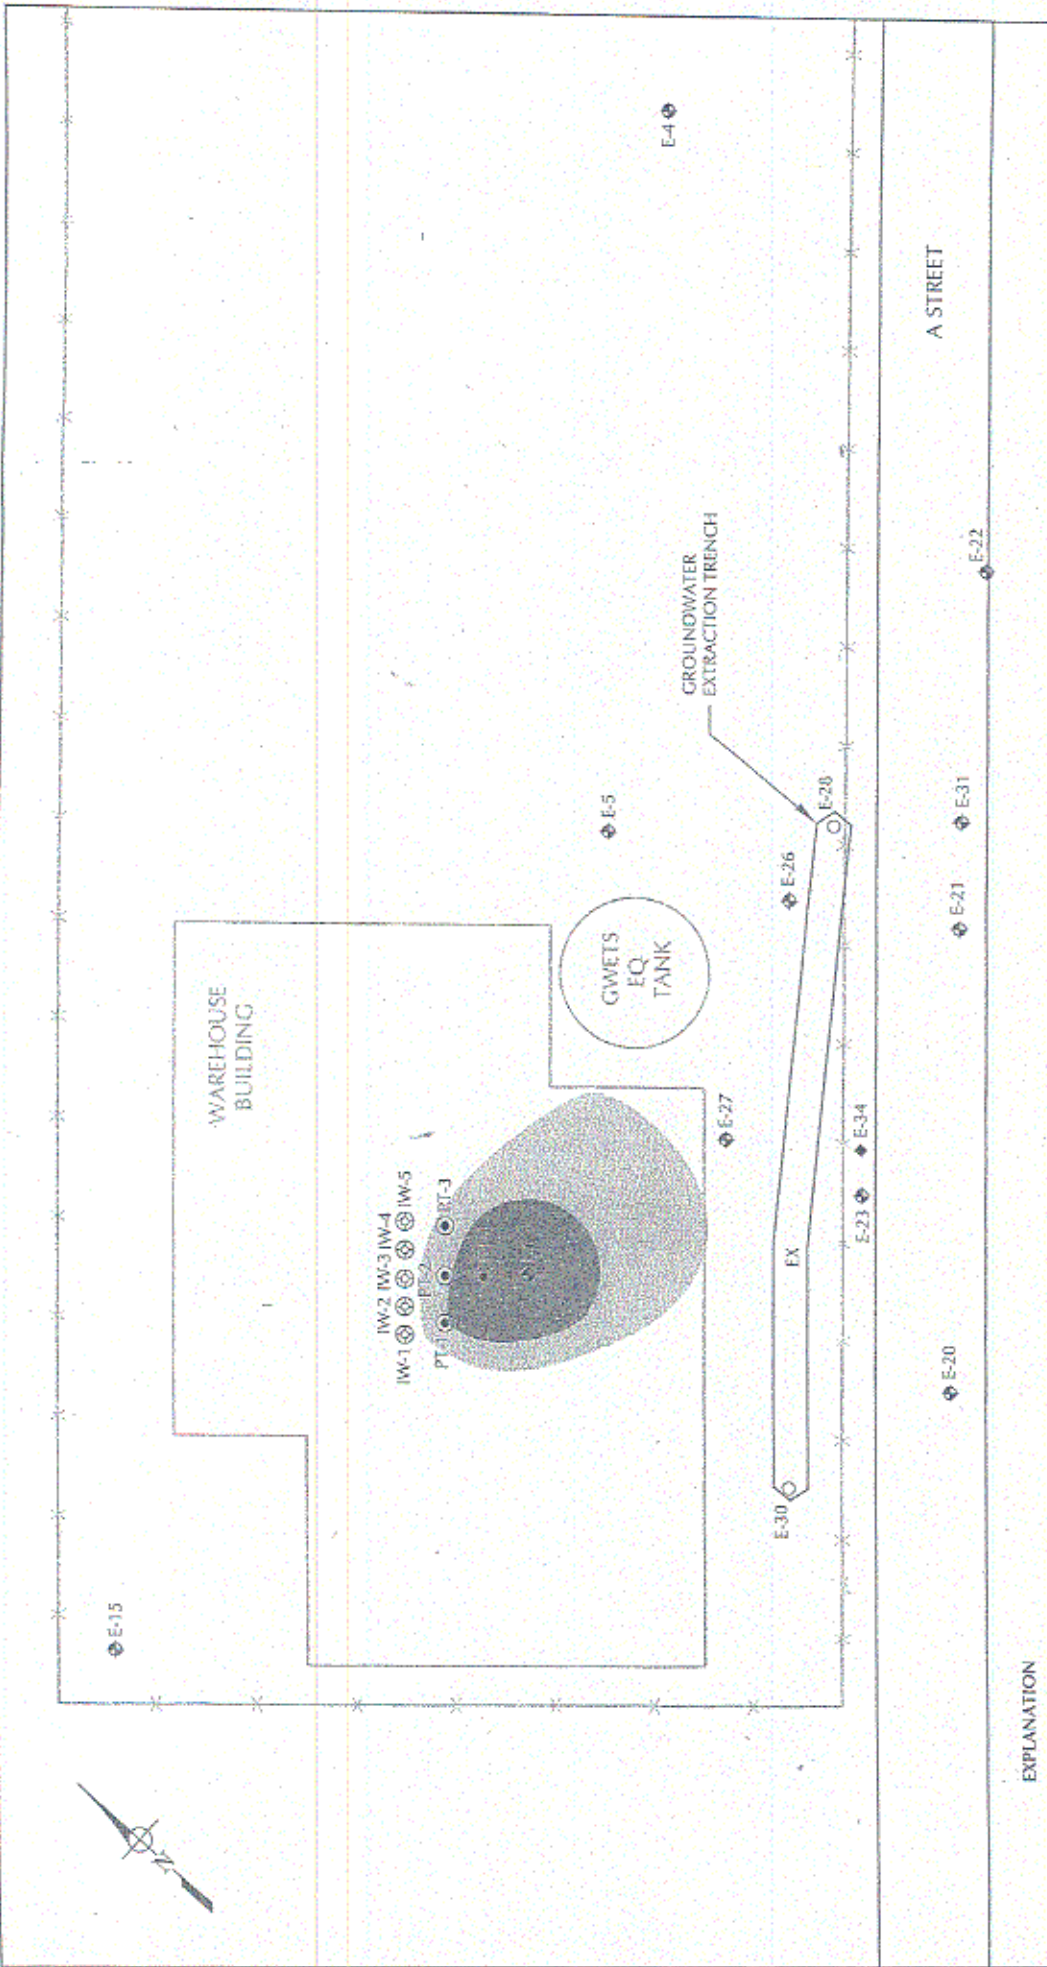 E-15
N
WAREHOUSE
BUILDING
E-4
IW-1
IW-2
IW-3
IW-4
IW-5
PT-1
PT-2
PT-3
E-5
GWETS
EQ.
TANK
E-27
GROUNDWATER
EXTRACTION TRENCH
E-26
E-28
E-30
EX
E-23
E-34
A STREET
E-20
E-21
E-31
E-22
EXPLANATION